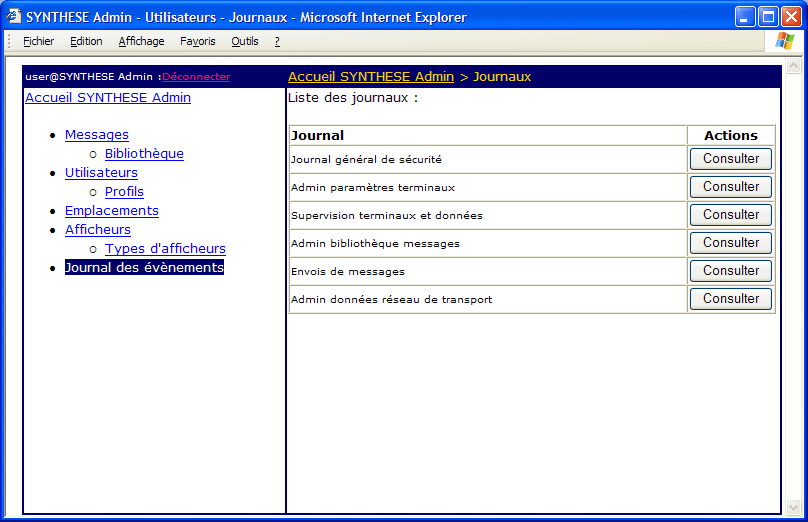 SYNTHESE Admin - Utilisateurs - Journaux - Microsoft Internet Explorer
Fichier Edition Affichage Favoris Outils ?
user@SYNTHESE Admin :Déconnecter
Accueil SYNTHESE Admin > Journaux
Accueil SYNTHESE Admin
Messages
Bibliothèque
Utilisateurs
Profils
Emplacements
Afficheurs
Types d'afficheurs
Journal des évènements
Liste des journaux :
Journal Actions
Journal général de sécurité Consulter
Admin paramètres terminaux Consulter
Supervision terminaux et données Consulter
Admin bibliothèque messages Consulter
Envois de messages Consulter
Admin données réseau de transport Consulter